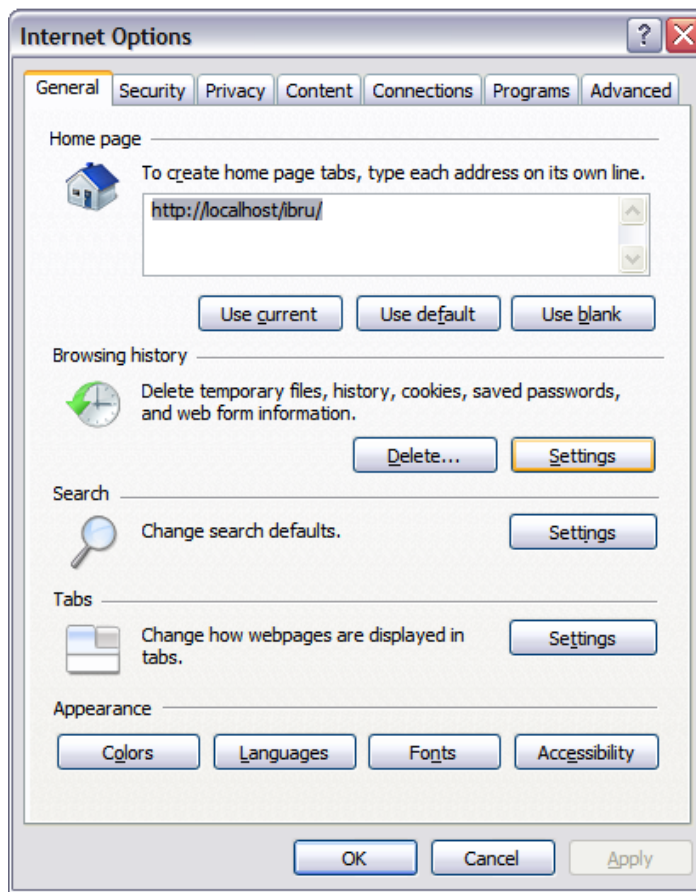 Internet Options
General Security Privacy Content Connections Programs Advanced
Home page
To create home page tabs, type each address on its own line.
http://localhost/ibru/
Use current Use default Use blank
Browsing history
Delete temporary files, history, cookies, saved passwords,
and web form information.
Delete... Settings
Search
Change search defaults.
Settings
Tabs
Change how webpages are displayed in
tabs.
Settings
Appearance
Colors Languages Fonts Accessibility
OK Cancel Apply